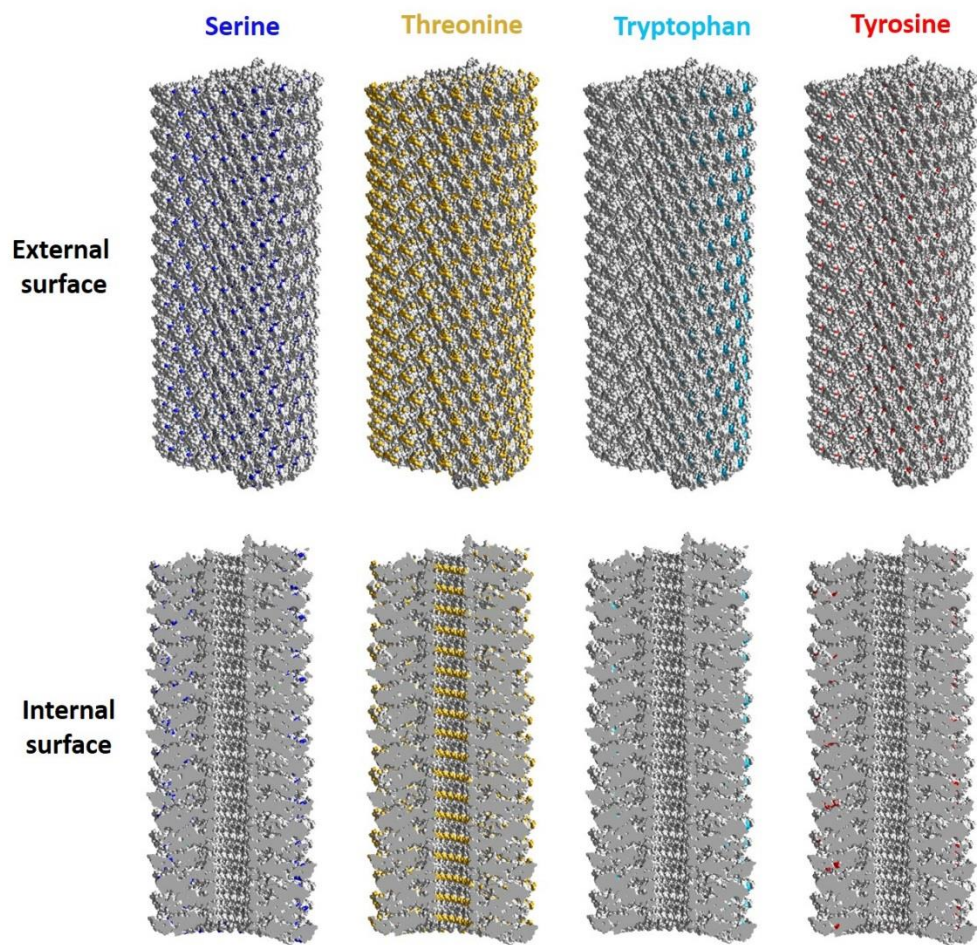 Serine
Threonine
Tryptophan
Tyrosine
External
surface
Internal
surface